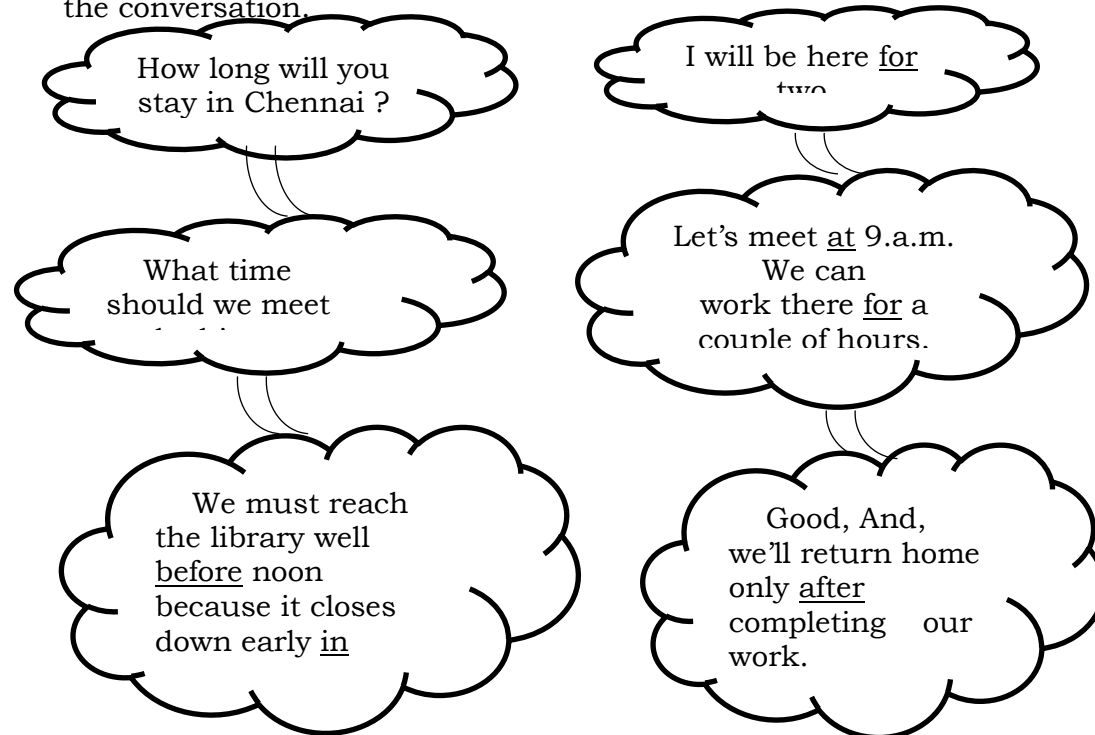 the conversation.
How long will you
stay in Chennai ?
I will be here for
two
What time
should we meet
Let's meet at 9.a.m.
We can
work there for a
couple of hours.
We must reach
the library well
before noon
because it closes
down early in
Good, And,
we'll return home
only after
completing our
work.